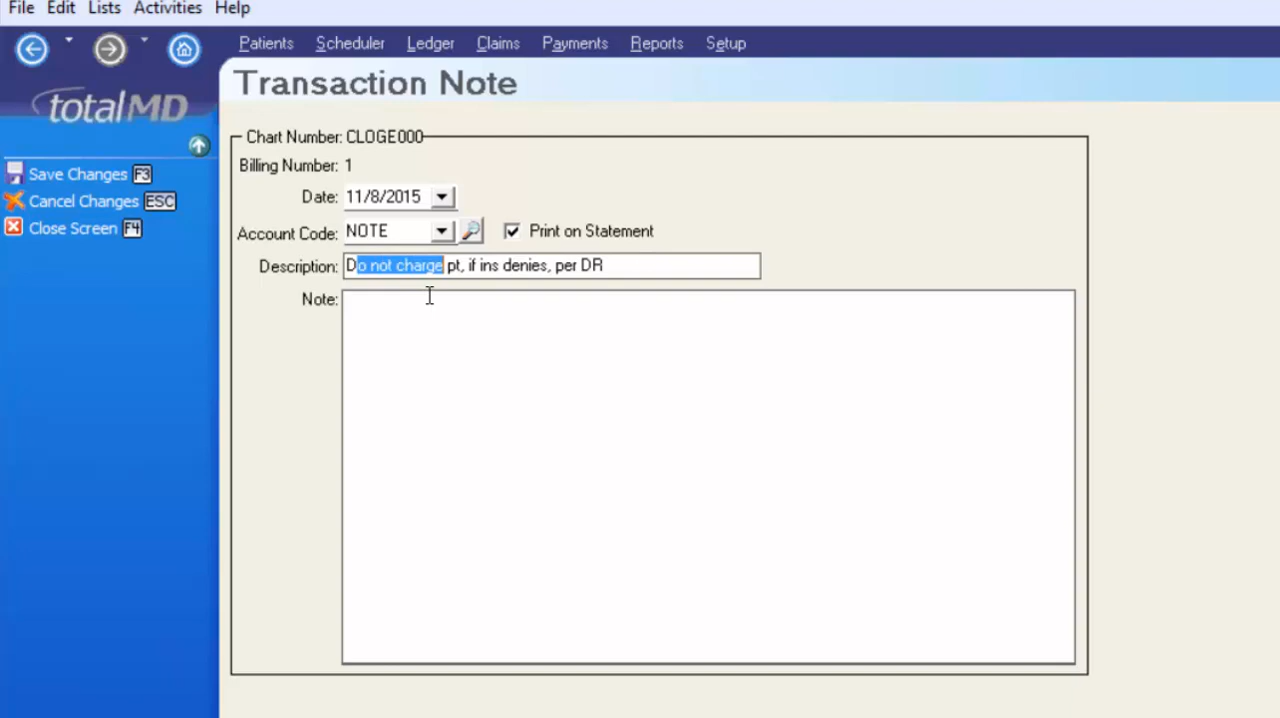 File Edit Lists Activities Help
Patients Scheduler Ledger Claims Payments Reports Setup
totalMD
Transaction Note
Save Changes F3
Cancel Changes ESC
Close Screen F4
Chart Number: CLOGE000
Billing Number: 1
Date: 11/8/2015
Account Code: NOTE Print on Statement
Description: Do not charge pt, if ins denies, per DR
Note: